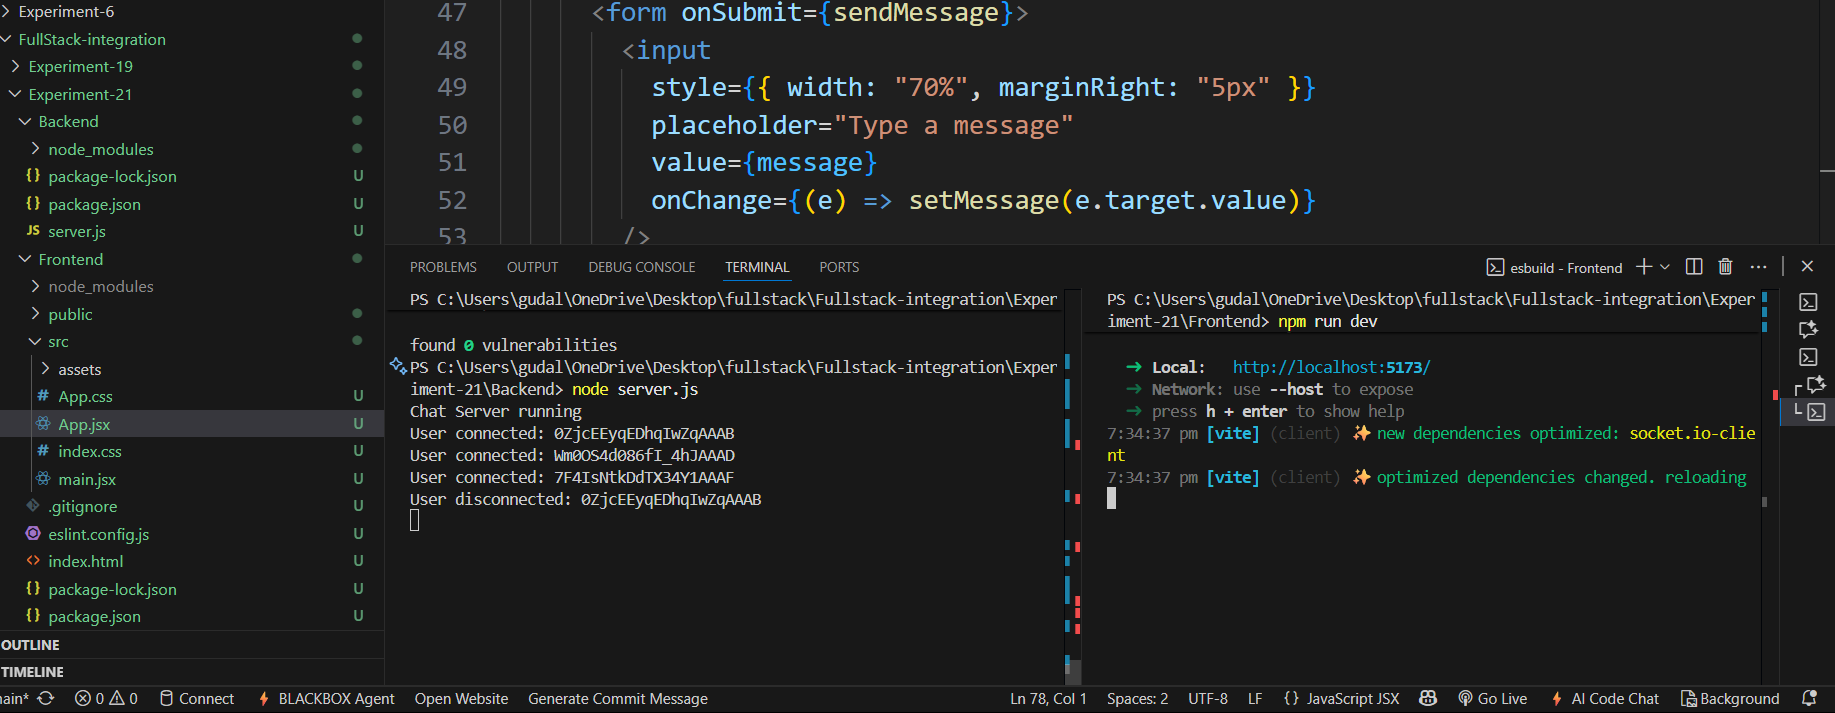 Experiment-6
FullStack-integration
Experiment-19
Experiment-21
Backend
node_modules
package-lock.json U
package.json U
JS server.js U
Frontend
node_modules
public
src
assets
# App.css U
App.jsx U
# index.css U
main.jsx U
.gitignore U
eslint.config.js U
index.html U
package-lock.json U
package.json U
OUTLINE
TIMELINE
47 <form onSubmit={sendMessage}>
48 <input
49 style={{ width: "70%", marginRight: "5px" }}
50 placeholder="Type a message"
51 value={message}
52 onChange={(e) => setMessage(e.target.value)}
53 />
PROBLEMS OUTPUT DEBUG CONSOLE TERMINAL PORTS
esbuild - Frontend
PS C:\Users\gudal\OneDrive\Desktop\fullstack\Fullstack-integration\Exper
found 0 vulnerabilities
PS C:\Users\gudal\OneDrive\Desktop\fullstack\Fullstack-integration\Exper
iment-21\Backend> node server.js
Chat Server running
User connected: 0ZjcEEyqEDhqIwZqAAAB
User connected: Wm0OS4d086fI_4hJAAAD
User connected: 7F4IsNtkDdTX34Y1AAAF
User disconnected: 0ZjcEEyqEDhqIwZqAAAB
PS C:\Users\gudal\OneDrive\Desktop\fullstack\Fullstack-integration\Exper
iment-21\Frontend> npm run dev
➜ Local: http://localhost:5173/
➜ Network: use --host to expose
➜ press h + enter to show help
7:34:37 pm [vite] (client) ✨ new dependencies optimized: socket.io-clie
nt
7:34:37 pm [vite] (client) ✨ optimized dependencies changed. reloading
main* 0 0 Connect BLACKBOX Agent Open Website Generate Commit Message Ln 78, Col 1 Spaces: 2 UTF-8 LF {} JavaScript JSX Go Live AI Code Chat Background